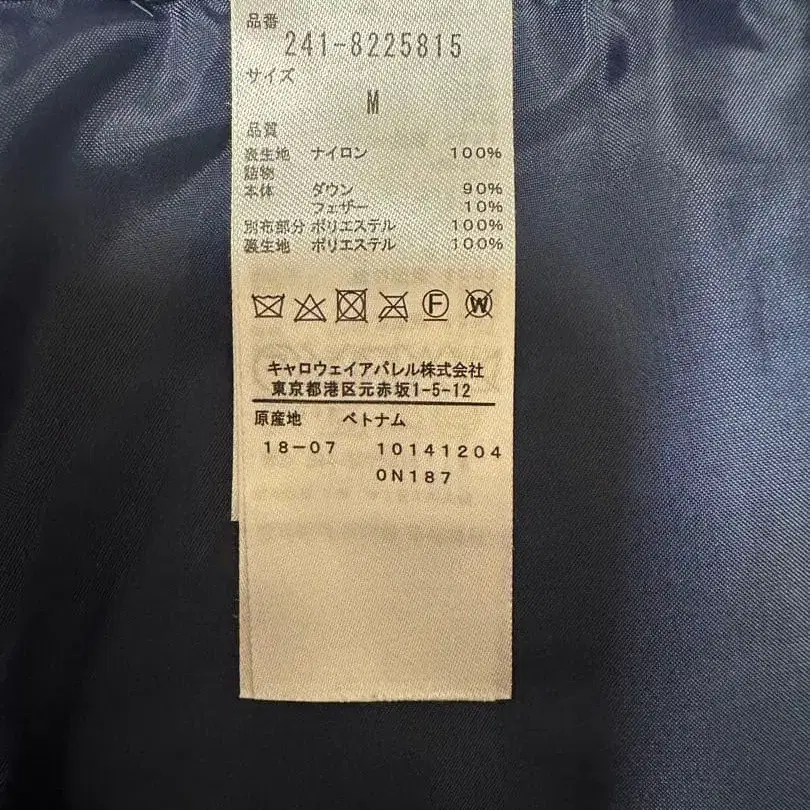 品番
241-8225815
サイズ
M
品質
表生地 ナイロン 100%
詰物
本体 ダウン 90%
フェザー 10%
別布部分 ポリエステル 100%
裏生地 ポリエステル 100%
F W
キャロウェイアパレル株式会社
東京都港区元赤坂1-5-12
原産地 ベトナム
18-07 10141204
0N187